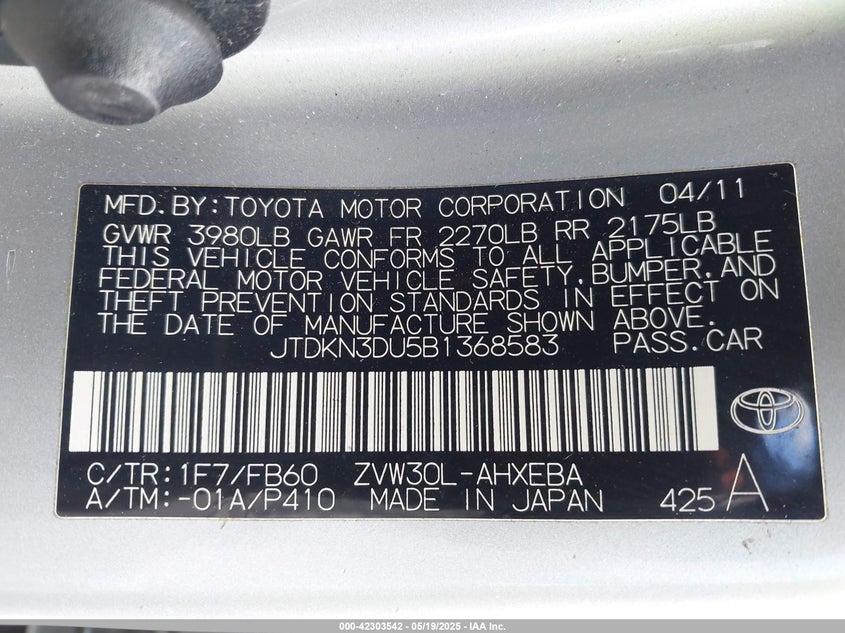 MFD.BY:TOYOTA MOTOR CORPORATION 04/11
GVWR 3980LB GAWR FR 2270LB RR 2175LB
THIS VEHICLE CONFORMS TO ALL APPLICABLE
FEDERAL MOTOR VEHICLE SAFETY,BUMPER,AND
THEFT PREVENTION STANDARDS IN EFFECT ON
THE DATE OF MANUFACTURE SHOWN ABOVE.
JTDKN3DU5B1368583 PASS.CAR
C/TR:1F7/FB60 ZVW30L-AHXEBA
A/TM:-01A/P410 MADE IN JAPAN 425 A
000-42303542 - 05/19/2025 - IAA Inc.